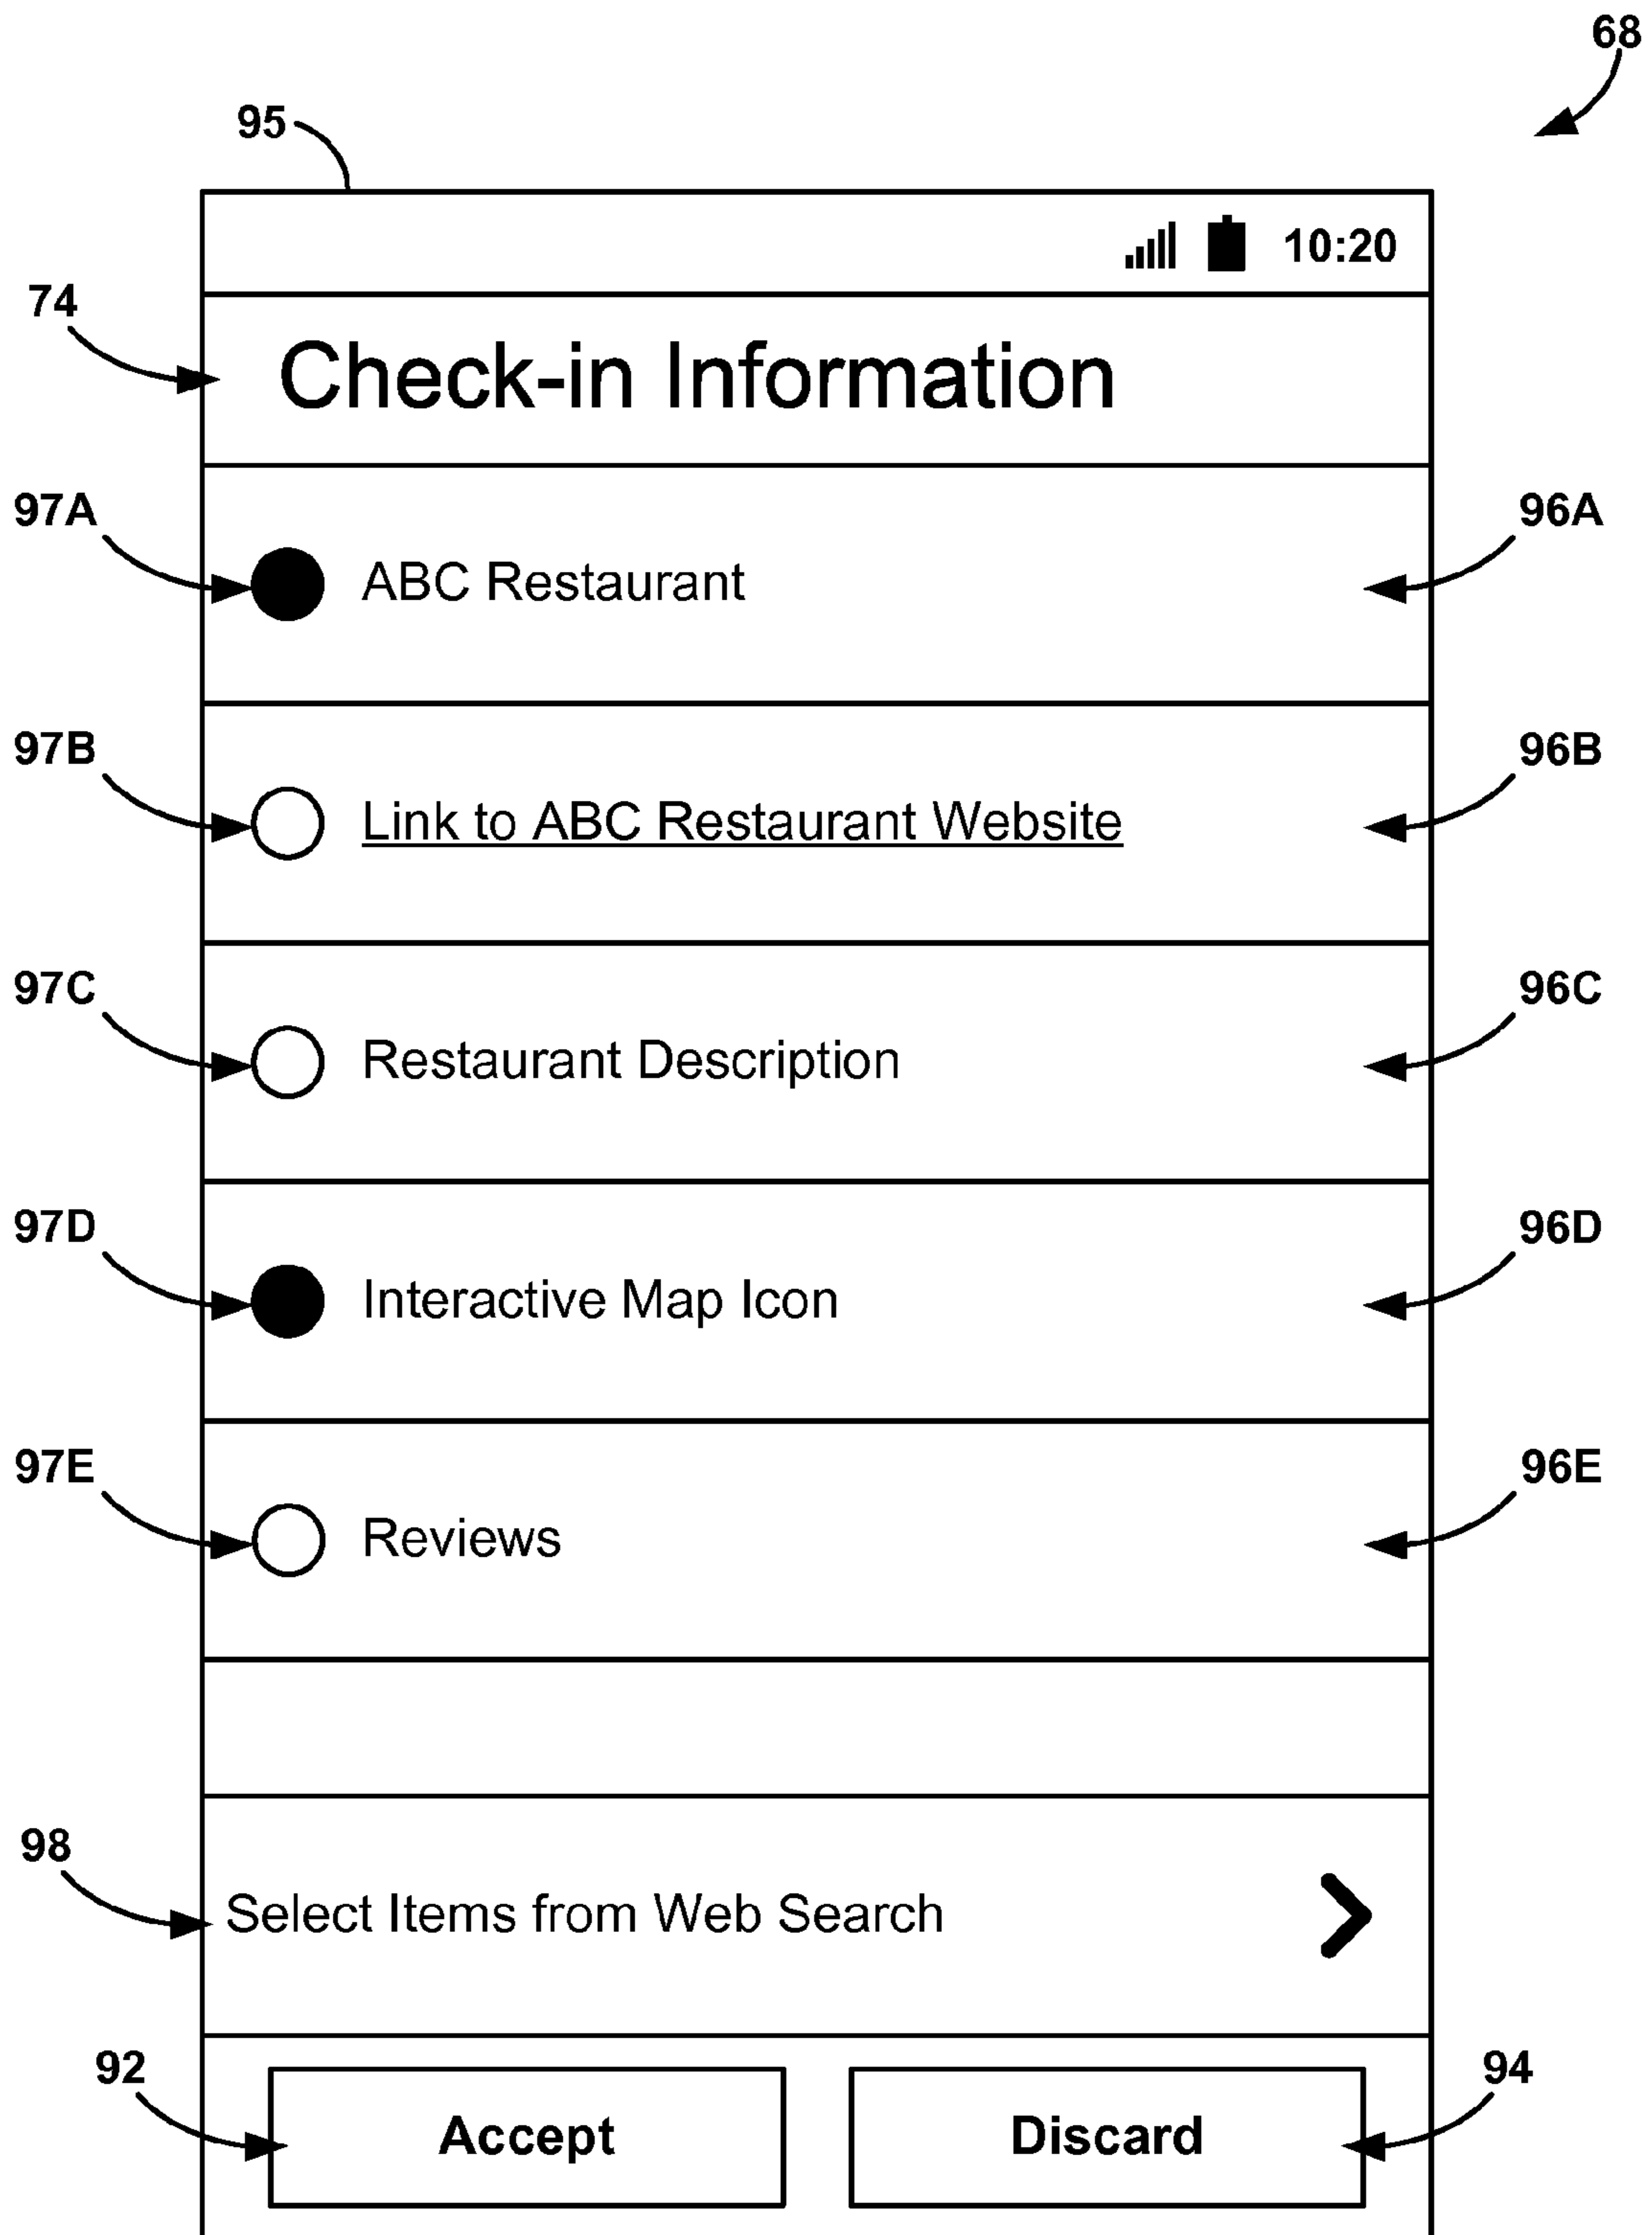 68
95
10:20
74
Check-in Information
97A
ABC Restaurant
96A
97B
Link to ABC Restaurant Website
96B
97C
Restaurant Description
96C
97D
Interactive Map Icon
96D
97E
Reviews
96E
98
Select Items from Web Search
92
Accept
Discard
94